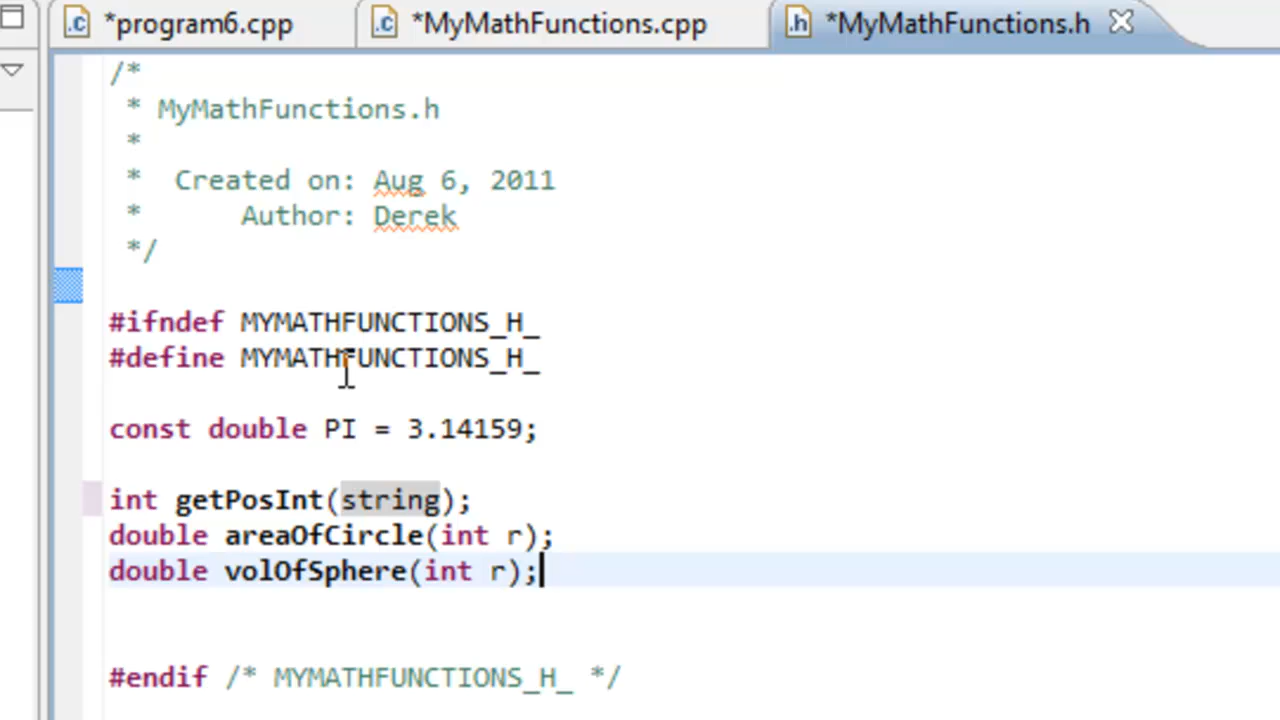 *program6.cpp *MyMathFunctions.cpp *MyMathFunctions.h
/*
* MyMathFunctions.h
*
* Created on: Aug 6, 2011
* Author: Derek
*/
#ifndef MYMATHFUNCTIONS_H_
#define MYMATHFUNCTIONS_H_
const double PI = 3.14159;
int getPosInt(string);
double areaOfCircle(int r);
double volOfSphere(int r);
#endif /* MYMATHFUNCTIONS_H_ */